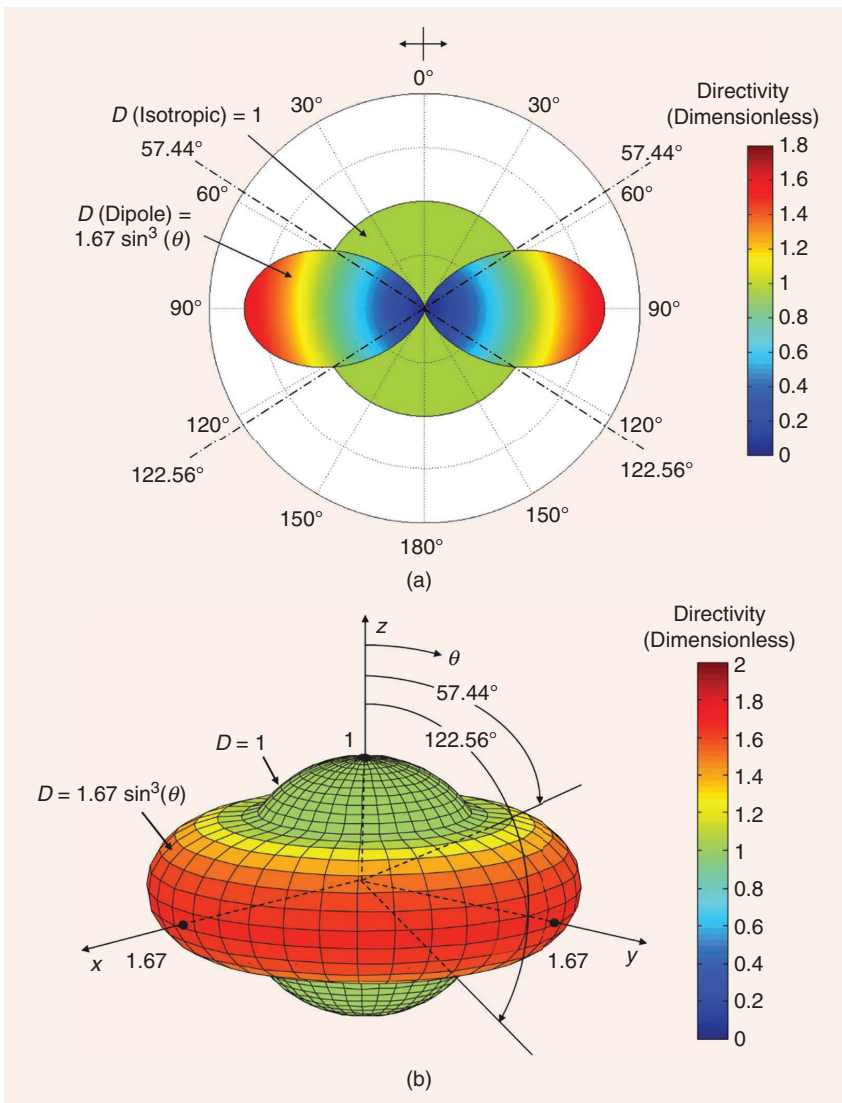 0°
30°
30°
D (Isotropic) = 1
57.44°
57.44°
60°
60°
D (Dipole) =
1.67 sin³ (θ)
90°
90°
120°
120°
122.56°
122.56°
150°
150°
180°
Directivity
(Dimensionless)
1.8
1.6
1.4
1.2
1
0.8
0.6
0.4
0.2
0
(a)
z
θ
57.44°
122.56°
1
D = 1
D = 1.67 sin³(θ)
x
1.67
1.67
y
Directivity
(Dimensionless)
2
1.8
1.6
1.4
1.2
1
0.8
0.6
0.4
0.2
0
(b)